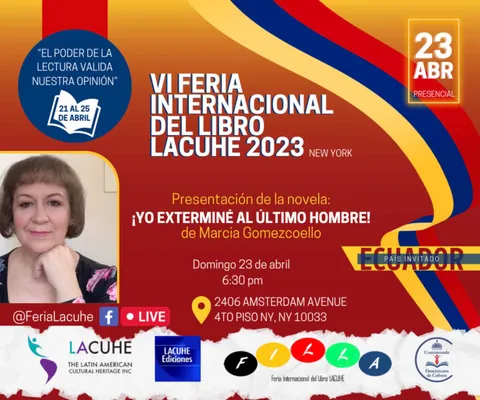 "EL PODER DE LA
LECTURA VALIDA
NUESTRA OPINIÓN"
21 AL 25
DE ABRIL
VI FERIA
INTERNACIONAL
DEL LIBRO
LACUHE 2023 NEW YORK
23
ABR
PRESENCIAL
Presentación de la novela:
¡YO EXTERMINÉ AL ÚLTIMO HOMBRE!
de Marcia Gomezcoello
Domingo 23 de abril
6:30 pm
2406 AMSTERDAM AVENUE
4TO PISO NY, NY 10033
PAÍS INVITADO
ECUADOR
@FeriaLacuhe
LIVE
LACUHE
THE LATIN AMERICAN
CULTURAL HERITAGE INC
LACUHE
Ediciones
F I L L A
Feria Internacional del Libro LACUHE
Comisionado
Dominicano
de Cultura